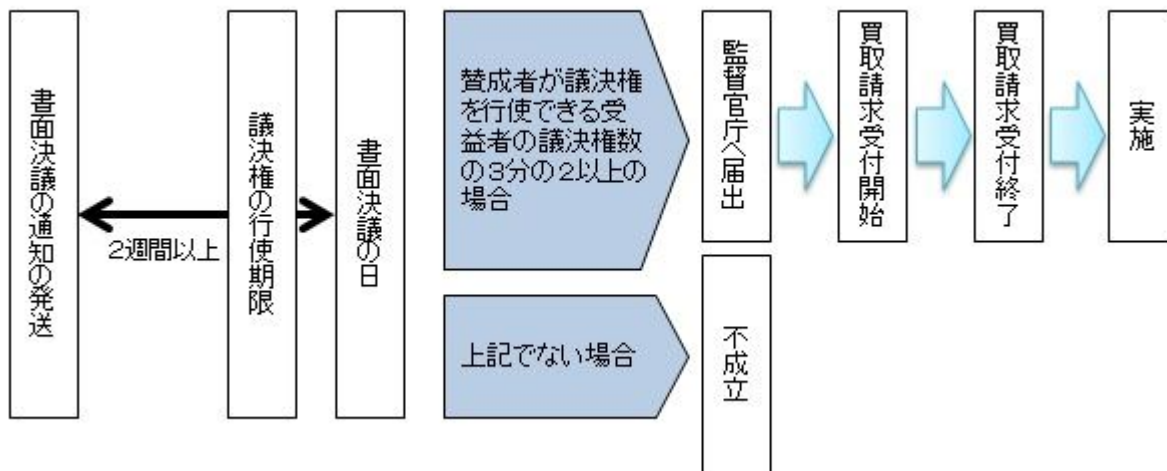 書面決議の通知の発送
2週間以上
議決権の行使期限
書面決議の日
賛成者が議決権
を行使できる受
益者の議決権数
の3分の2以上の
場合
監督官庁へ届出
買取請求受付開始
買取請求受付終了
実施
上記でない場合
不成立